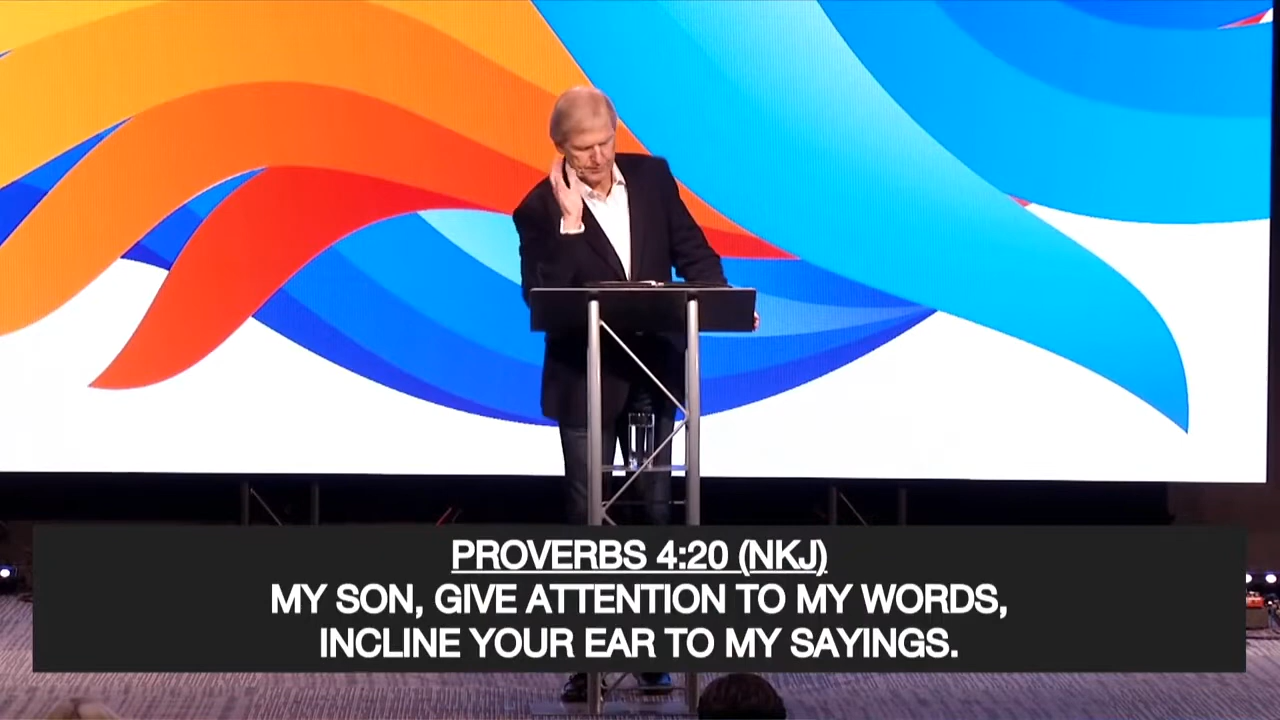 PROVERBS 4:20 (NKJ)
MY SON, GIVE ATTENTION TO MY WORDS,
INCLINE YOUR EAR TO MY SAYINGS.